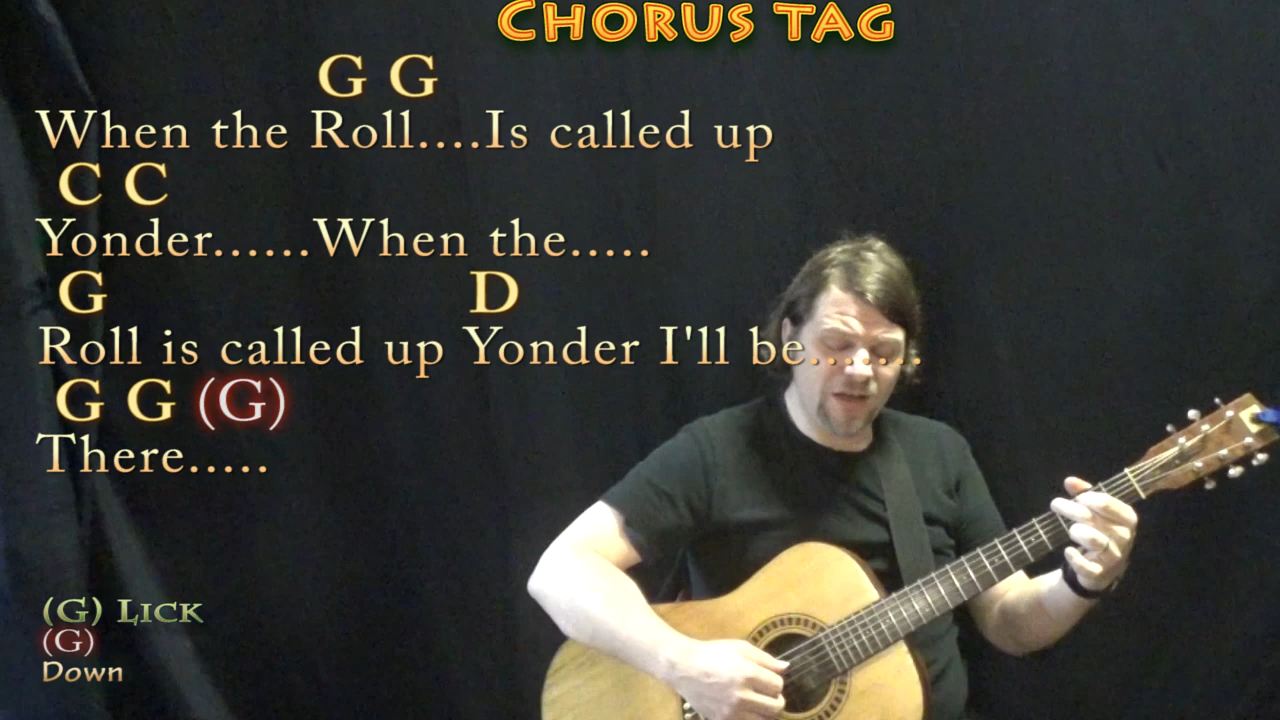 CHORUS TAG
G G
When the Roll....Is called up
C C
Yonder......When the.....
G D
Roll is called up Yonder I'll be.......
G G (G)
There.....
(G) LICK
(G)
Down